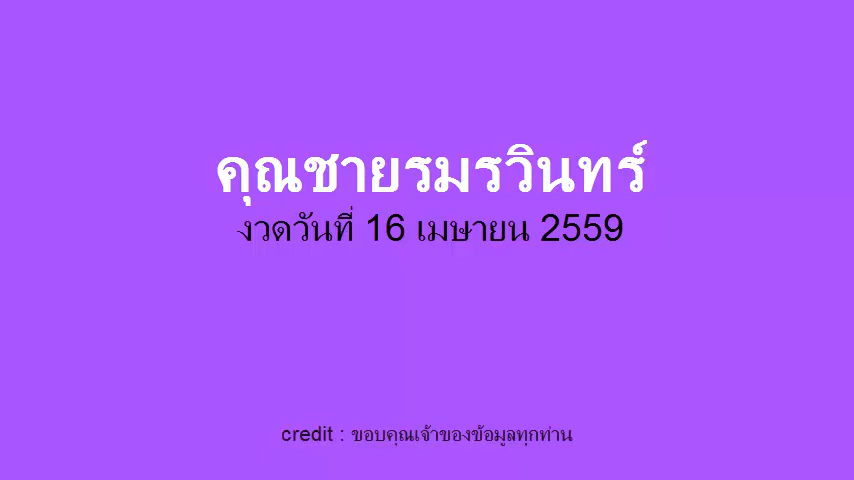 คุณชายรมรวินทร์
งวดวันที่ 16 เมษายน 2559
credit : ขอบคุณเจ้าของข้อมูลทุกท่าน